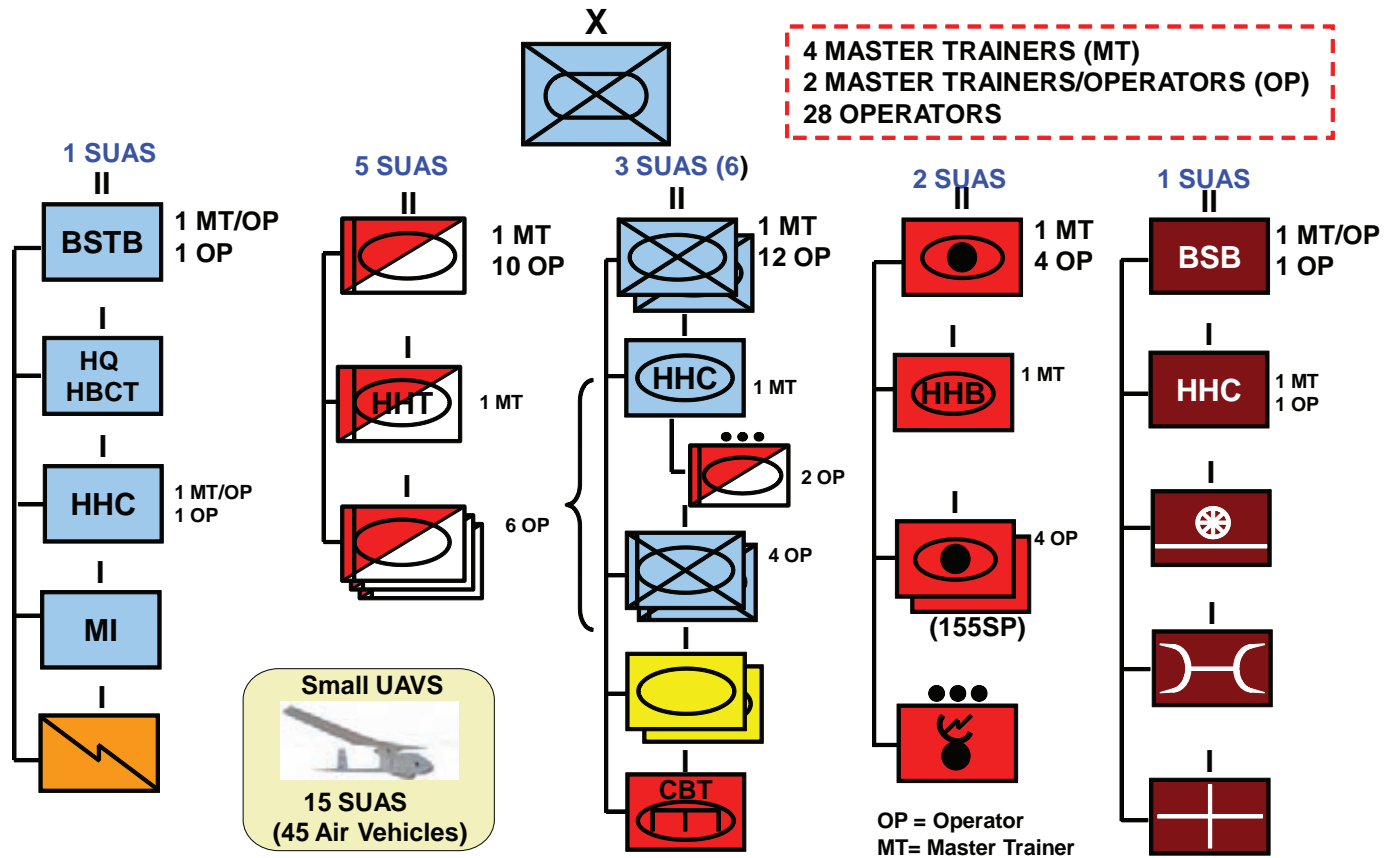 X
4 MASTER TRAINERS (MT)
2 MASTER TRAINERS/OPERATORS (OP)
28 OPERATORS
1 SUAS
II
BSTB
1 MT/OP
1 OP
I
HQ
HBCT
I
HHC
1 MT/OP
1 OP
I
MI
I
5 SUAS
II
1 MT
10 OP
I
HHT
1 MT
I
6 OP
Small UAVS
15 SUAS
(45 Air Vehicles)
3 SUAS (6)
II
1 MT
12 OP
I
HHC
1 MT
2 OP
I
4 OP
I
I
CBT
2 SUAS
II
1 MT
4 OP
I
HHB
1 MT
I
4 OP
(155SP)
OP = Operator
MT= Master Trainer
1 SUAS
II
BSB
1 MT/OP
1 OP
I
HHC
1 MT
1 OP
I
I
I